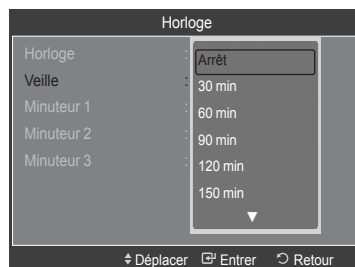 Horloge
Horloge :
Arrêt
Veille :
30 min
Minuteur 1 :
60 min
Minuteur 2 :
90 min
Minuteur 3 :
120 min
150 min
▼
Déplacer Entrer Retour